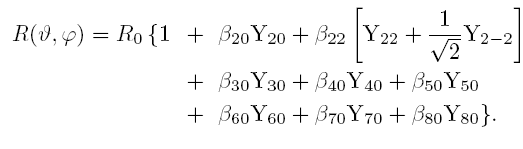 R(ϑ, φ) = R₀ {1 + β₂₀Y₂₀ + β₂₂ [Y₂₂ + 1/√2 Y₂₋₂]
+ β₃₀Y₃₀ + β₄₀Y₄₀ + β₅₀Y₅₀
+ β₆₀Y₆₀ + β₇₀Y₇₀ + β₈₀Y₈₀}.